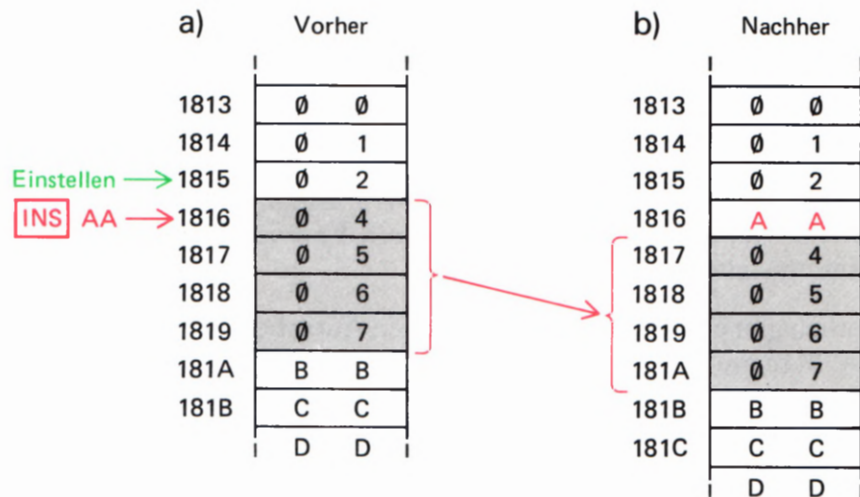 a) Vorher b) Nachher
1813 Ø Ø 1813 Ø Ø
1814 Ø 1 1814 Ø 1
Einstellen → 1815 Ø 2 1815 Ø 2
INS AA → 1816 Ø 4 1816 A A
1817 Ø 5 1817 Ø 4
1818 Ø 6 1818 Ø 5
1819 Ø 7 1819 Ø 6
181A B B 181A Ø 7
181B C C 181B B B
D D 181C C C
D D